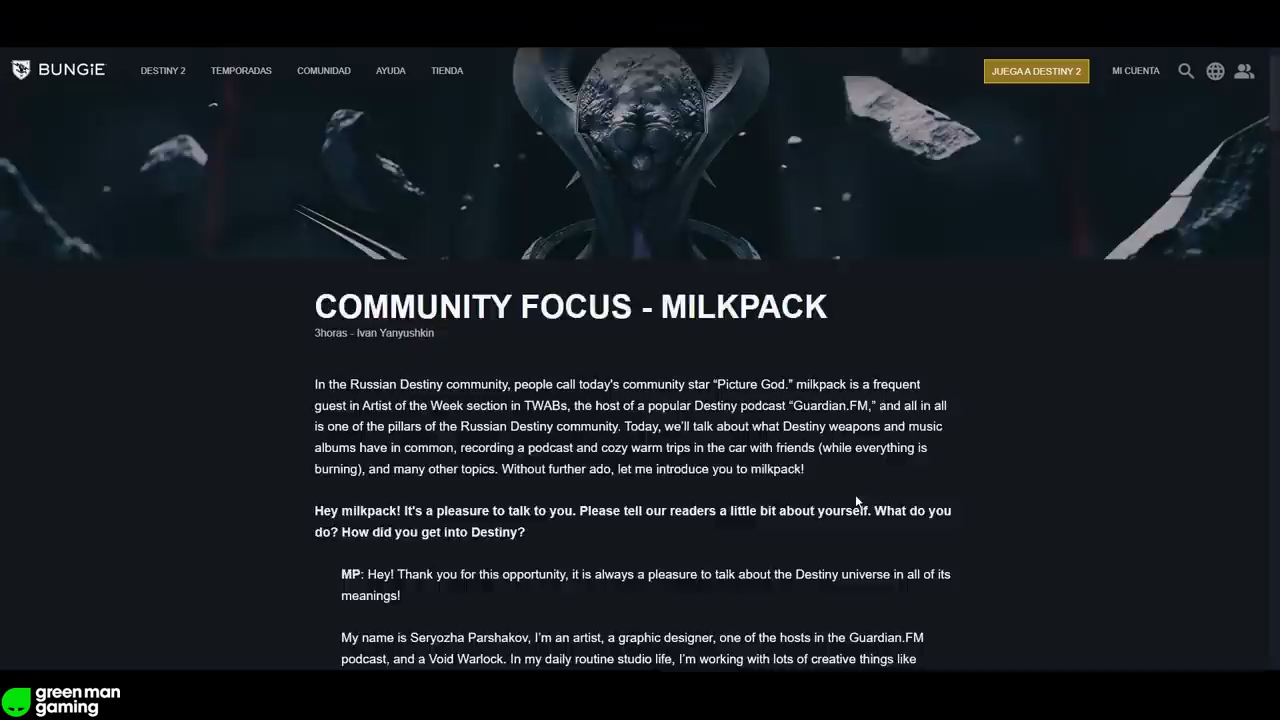 BUNGiE
DESTINY 2 TEMPORADAS COMUNIDAD AYUDA TIENDA JUEGA A DESTINY 2 MI CUENTA
COMMUNITY FOCUS - MILKPACK
3horas - Ivan Yanyushkin
In the Russian Destiny community, people call today's community star “Picture God.” milkpack is a frequent
guest in Artist of the Week section in TWABs, the host of a popular Destiny podcast “Guardian.FM,” and all in all
is one of the pillars of the Russian Destiny community. Today, we’ll talk about what Destiny weapons and music
albums have in common, recording a podcast and cozy warm trips in the car with friends (while everything is
burning), and many other topics. Without further ado, let me introduce you to milkpack!
Hey milkpack! It's a pleasure to talk to you. Please tell our readers a little bit about yourself. What do you
do? How did you get into Destiny?
MP: Hey! Thank you for this opportunity, it is always a pleasure to talk about the Destiny universe in all of its
meanings!
My name is Seryozha Parshakov, I’m an artist, a graphic designer, one of the hosts in the Guardian.FM
podcast, and a Void Warlock. In my daily routine studio life, I’m working with lots of creative things like
green man
gaming